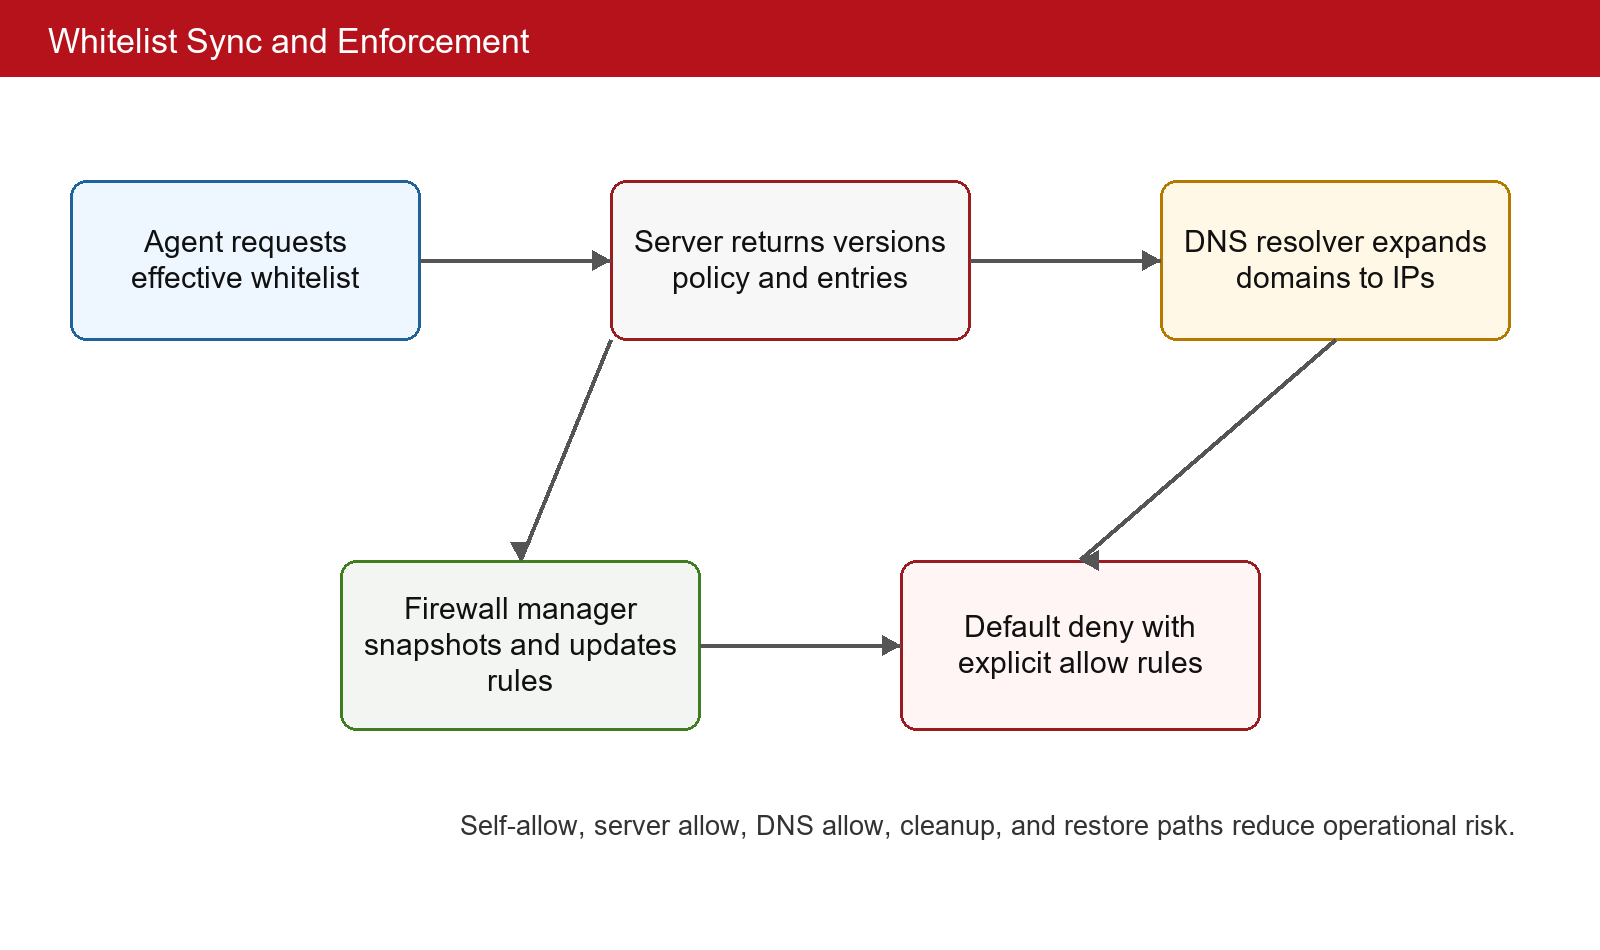 Whitelist Sync and Enforcement
Agent requests
effective whitelist
Server returns versions
policy and entries
DNS resolver expands
domains to IPs
Firewall manager
snapshots and updates
rules
Default deny with
explicit allow rules
Self-allow, server allow, DNS allow, cleanup, and restore paths reduce operational risk.